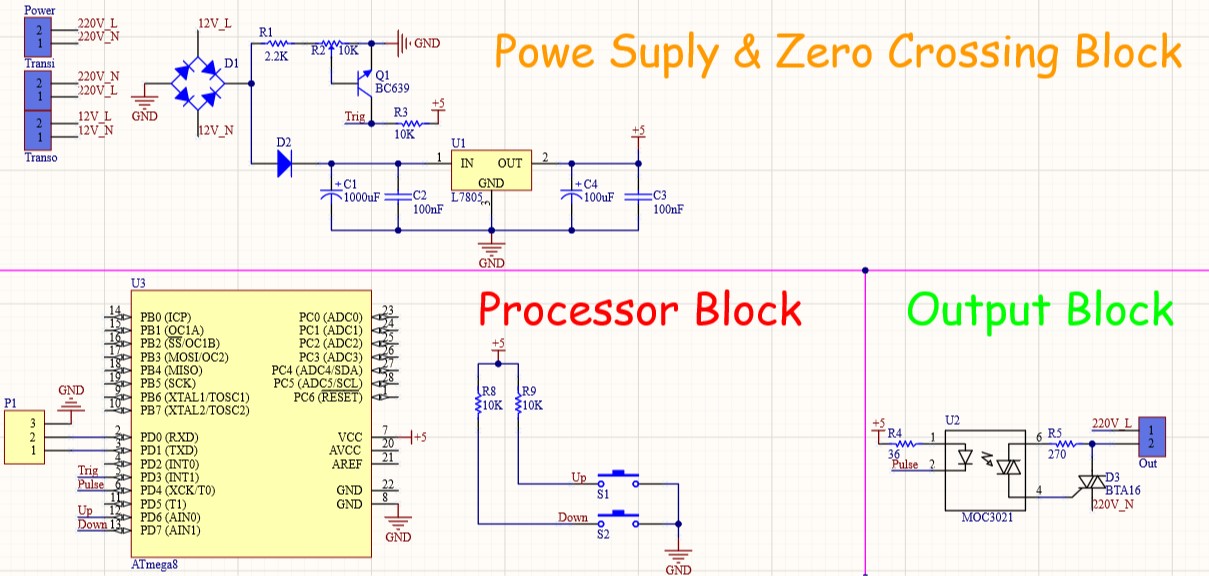 Power
2
1
220V_L
220V_N
Transi
2
1
220V_N
220V_L
2
1
12V_L
12V_N
Transo
12V_L
D1
GND
12V_N
R1
2.2K
R2
10K
GND
Q1
BC639
Trig
R3
10K
+5
Powe Suply & Zero Crossing Block
D2
+
C1
1000uF
C2
100nF
U1
1
IN OUT
2
GND
L7805
3
GND
+
C4
100uF
+5
C3
100nF
U3
14 PB0 (ICP)
15 PB1 (OC1A)
16 PB2 (SS/OC1B)
17 PB3 (MOSI/OC2)
18 PB4 (MISO)
19 PB5 (SCK)
9 PB6 (XTAL1/TOSC1)
10 PB7 (XTAL2/TOSC2)
2 PD0 (RXD)
3 PD1 (TXD)
4 PD2 (INT0)
Trig 5 PD3 (INT1)
Pulse 6 PD4 (XCK/T0)
11 PD5 (T1)
Up 12 PD6 (AIN0)
Down 13 PD7 (AIN1)
PC0 (ADC0) 23
PC1 (ADC1) 24
PC2 (ADC2) 25
PC3 (ADC3) 26
PC4 (ADC4/SDA) 27
PC5 (ADC5/SCL) 28
PC6 (RESET) 1
VCC 7 +5
AVCC 20
AREF 21
GND 22
GND 8
GND
ATmega8
P1
GND
3
2
1
Processor Block
+5
R8
10K
R9
10K
Up
S1
Down
S2
GND
Output Block
+5
R4
36
Pulse
1
2
U2
MOC3021
6
4
R5
270
220V_L
1
2
Out
D3
BTA16
220V_N